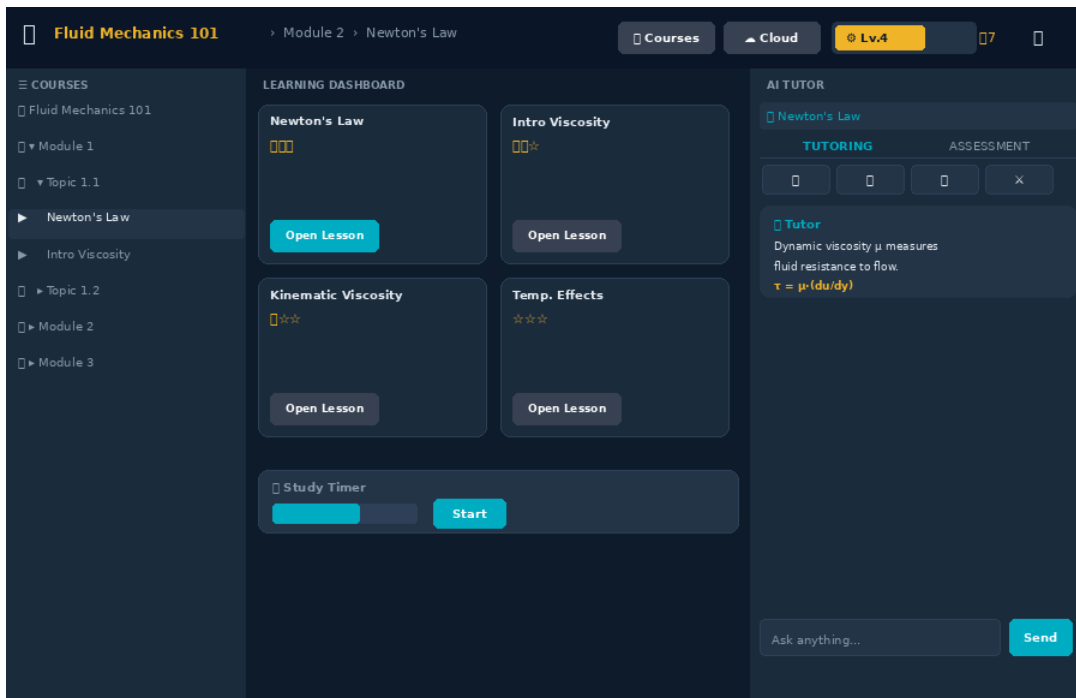 Fluid Mechanics 101
› Module 2 › Newton's Law
Courses
☁ Cloud
⚙ Lv.4
7
☰ COURSES
Fluid Mechanics 101
▾ Module 1
▾ Topic 1.1
▶ Newton's Law
▶ Intro Viscosity
▸ Topic 1.2
▸ Module 2
▸ Module 3
LEARNING DASHBOARD
Newton's Law
Open Lesson
Intro Viscosity
☆
Open Lesson
Kinematic Viscosity
☆☆
Open Lesson
Temp. Effects
☆☆☆
Open Lesson
Study Timer
Start
AI TUTOR
Newton's Law
TUTORING
ASSESSMENT
⚔
Tutor
Dynamic viscosity μ measures
fluid resistance to flow.
τ = μ·(du/dy)
Ask anything...
Send